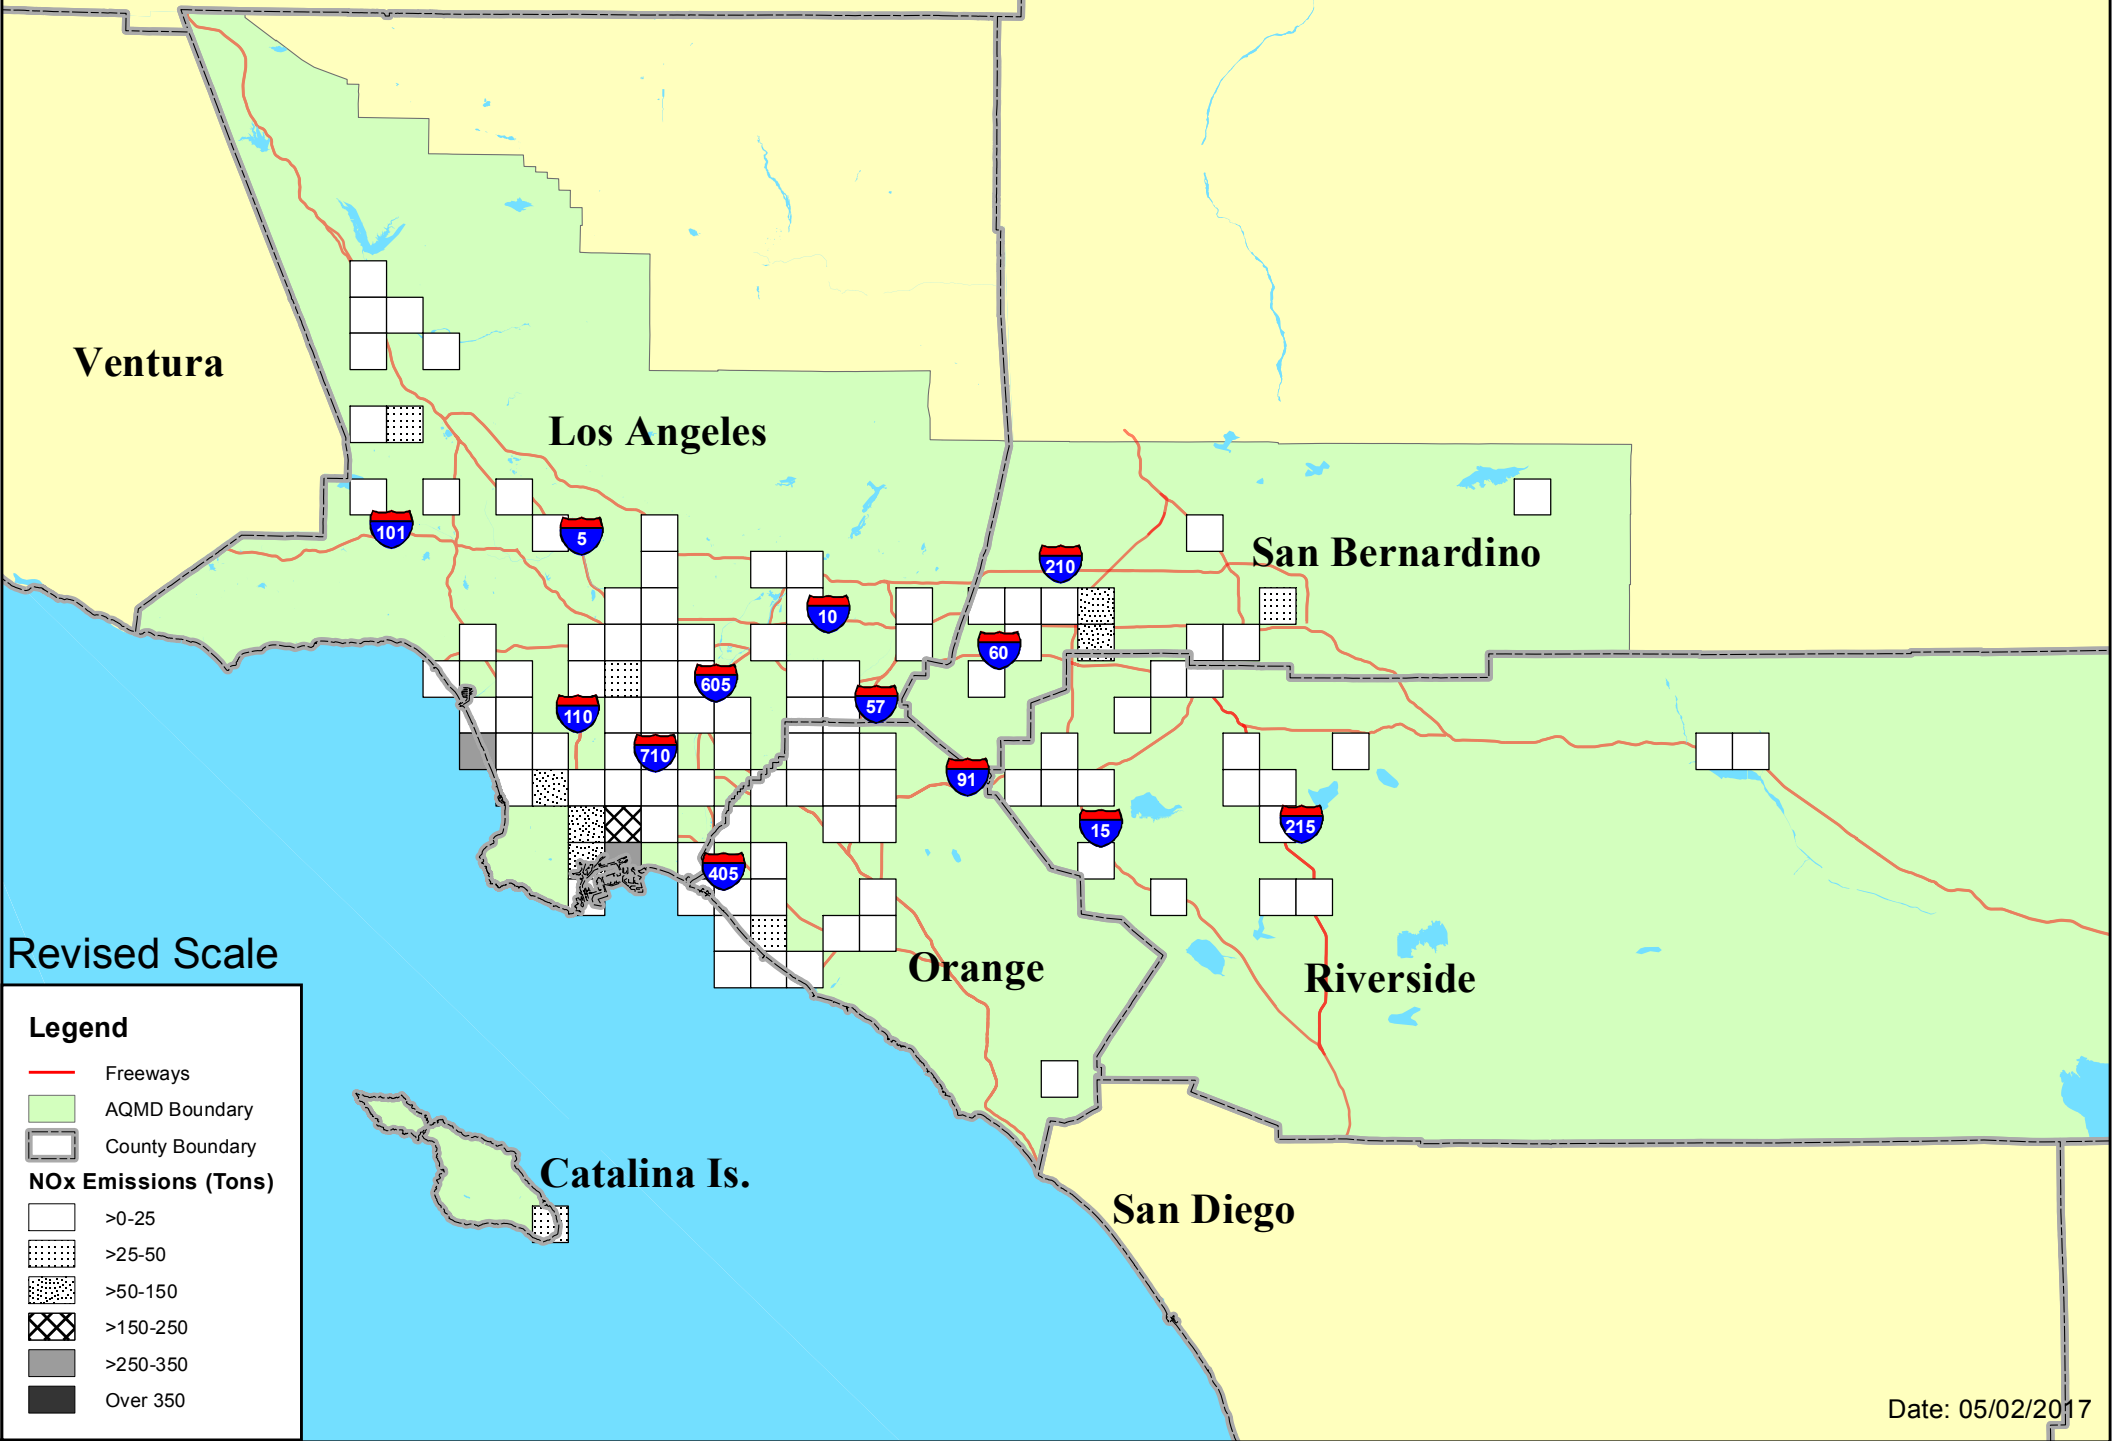 Ventura
Los Angeles
101
5
210
San Bernardino
10
60
605
57
110
710
91
15
215
405
Revised Scale
Orange
Riverside
Legend
Freeways
AQMD Boundary
County Boundary
NOx Emissions (Tons)
>0-25
>25-50
>50-150
>150-250
>250-350
Over 350
Catalina Is.
San Diego
Date: 05/02/2017